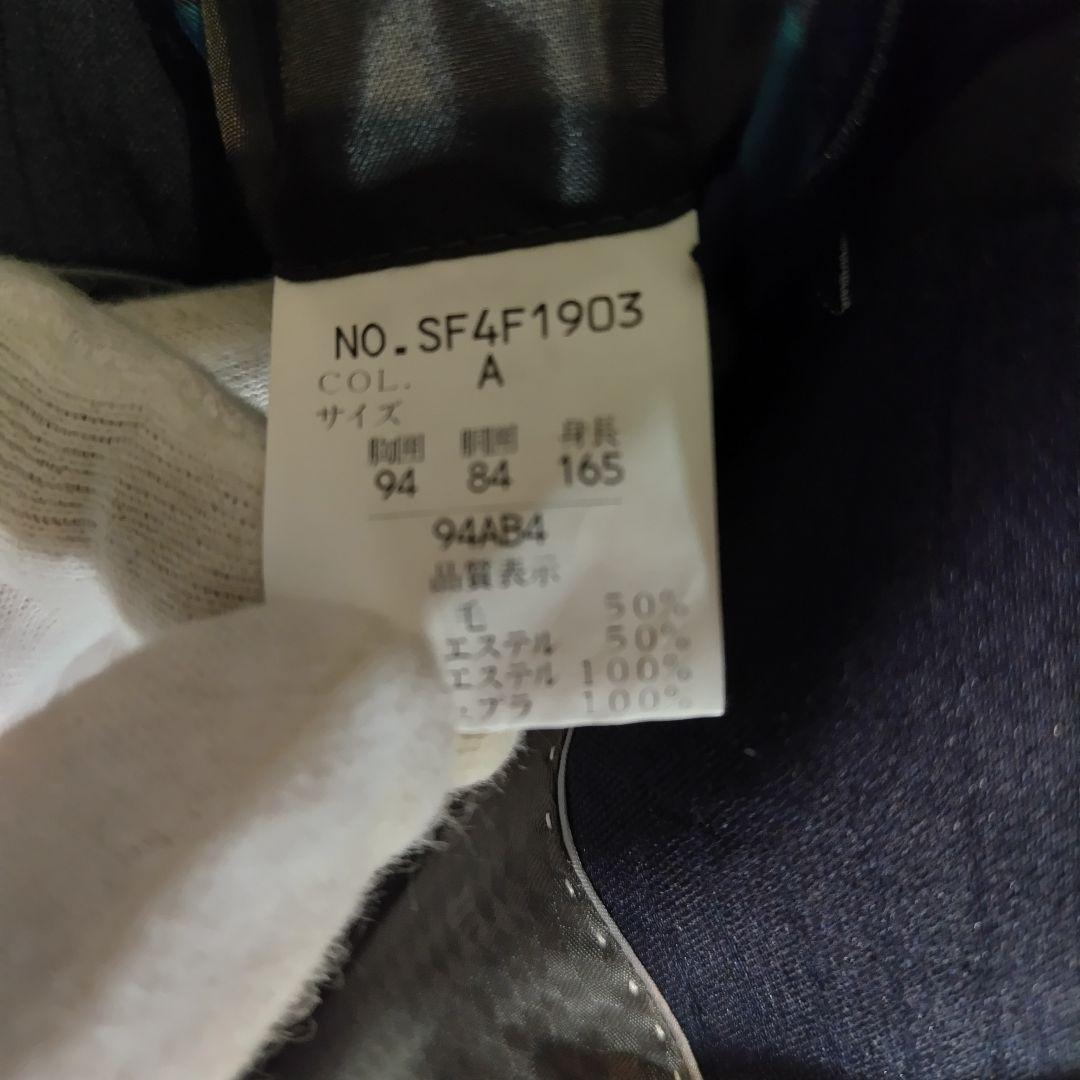 NO.SF4F1903
COL. A
サイズ
胸囲 胴囲 身長
94 84 165
94AB4
品質表示
毛 50%
エステル 50%
エステル 100%
プラ 100%